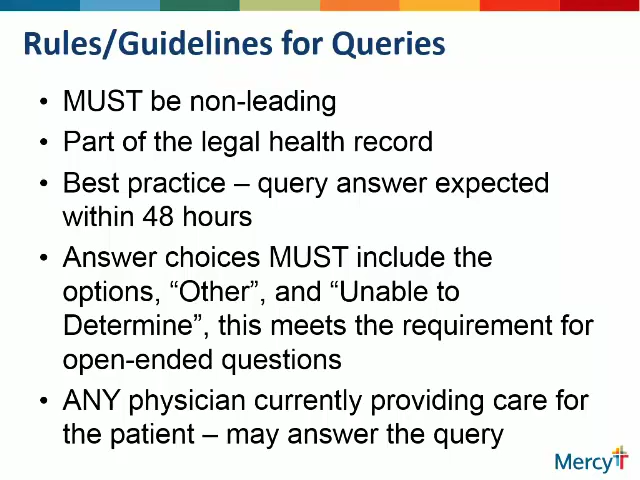 Rules/Guidelines for Queries
• MUST be non-leading
• Part of the legal health record
• Best practice – query answer expected
within 48 hours
• Answer choices MUST include the
options, “Other”, and “Unable to
Determine”, this meets the requirement for
open-ended questions
• ANY physician currently providing care for
the patient – may answer the query
Mercy